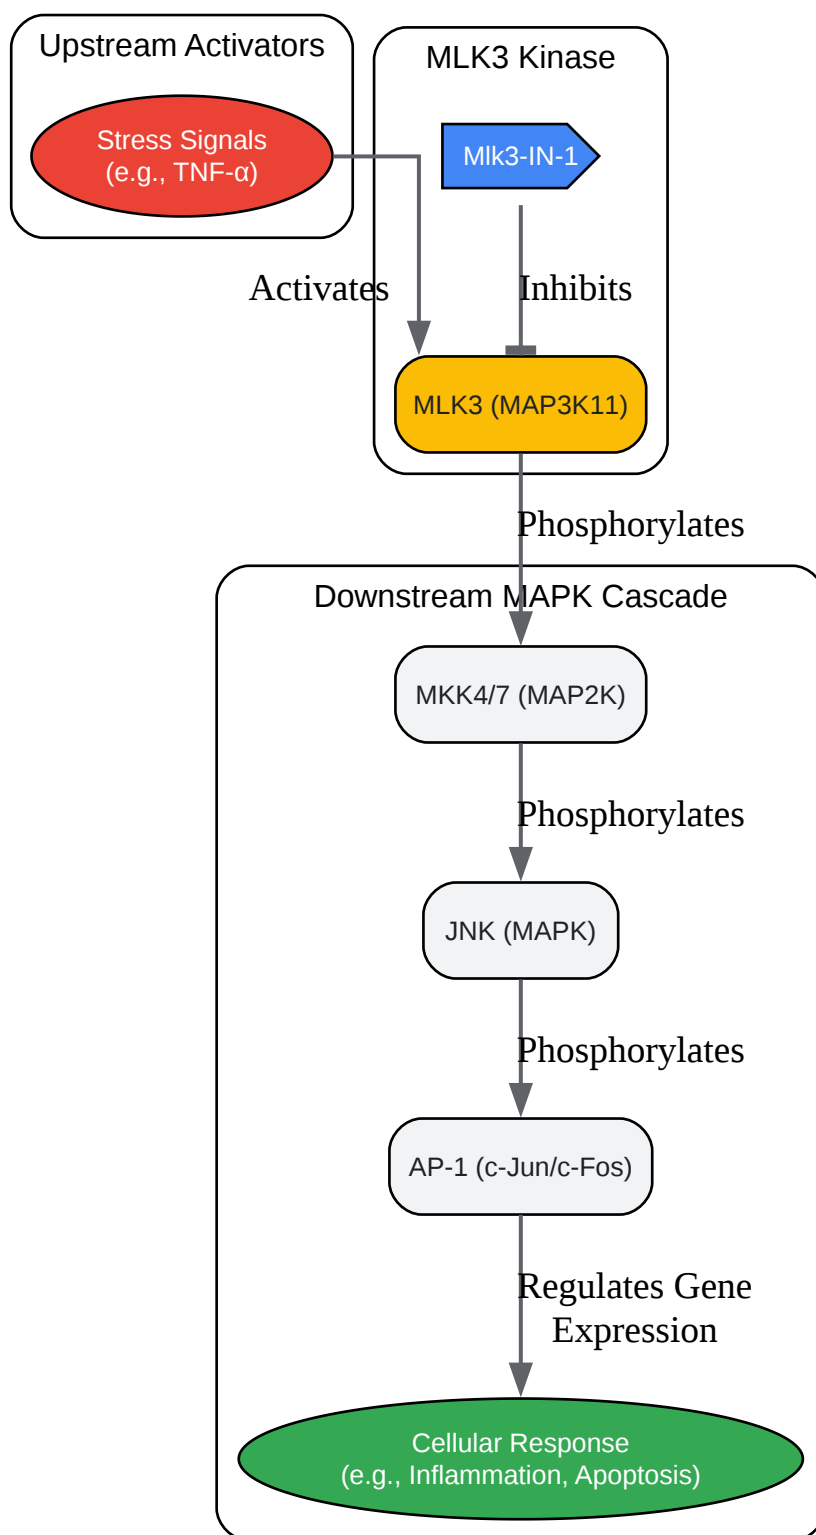 Upstream Activators
MLK3 Kinase
Stress Signals
(e.g., TNF-α)
Mlk3-IN-1
Activates
Inhibits
MLK3 (MAP3K11)
Phosphorylates
Downstream MAPK Cascade
MKK4/7 (MAP2K)
Phosphorylates
JNK (MAPK)
Phosphorylates
AP-1 (c-Jun/c-Fos)
Regulates Gene
Expression
Cellular Response
(e.g., Inflammation, Apoptosis)